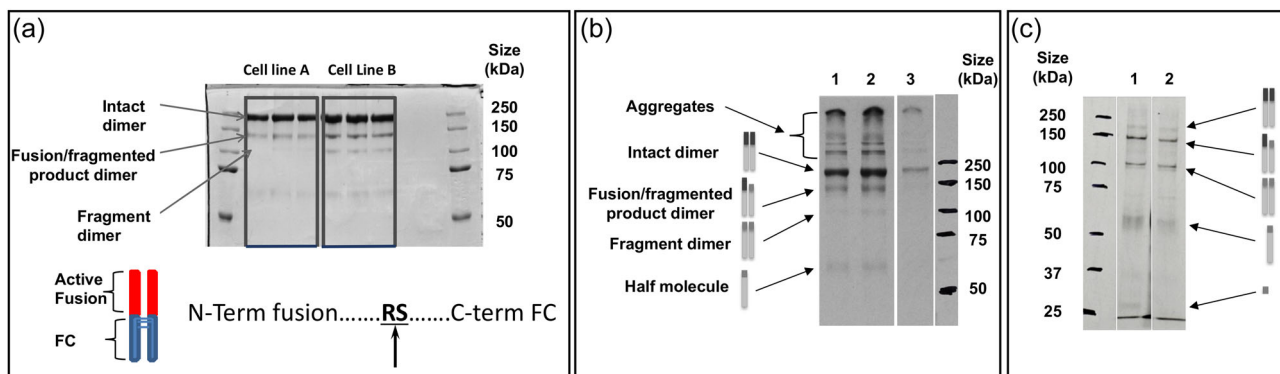 (a)
Cell line A Cell Line B
Size
(kDa)
Intact
dimer
Fusion/fragmented
product dimer
Fragment
dimer
250
150
100
75
50
Active
Fusion
FC
N-Term fusion.......RS.......C-term FC
(b)
1 2 3
Size
(kDa)
Aggregates
Intact dimer
Fusion/fragmented
product dimer
Fragment dimer
Half molecule
250
150
100
75
50
(c)
Size
(kDa)
1 2
250
150
100
75
50
37
25